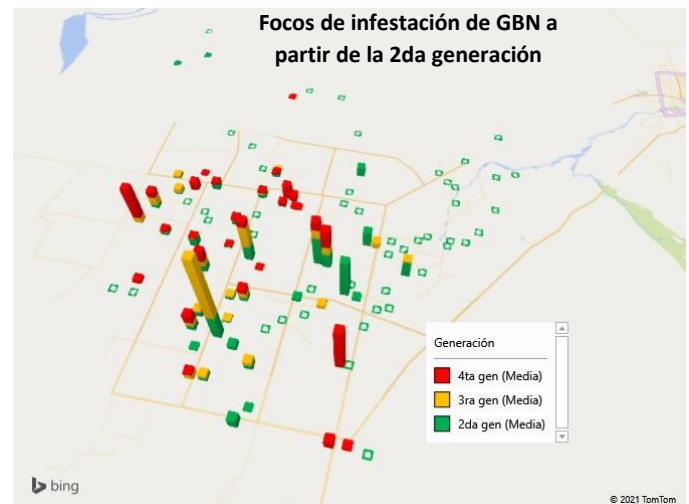 Focos de infestación de GBN a
partir de la 2da generación
Generación
4ta gen (Media)
3ra gen (Media)
2da gen (Media)
bing
© 2021 TomTom